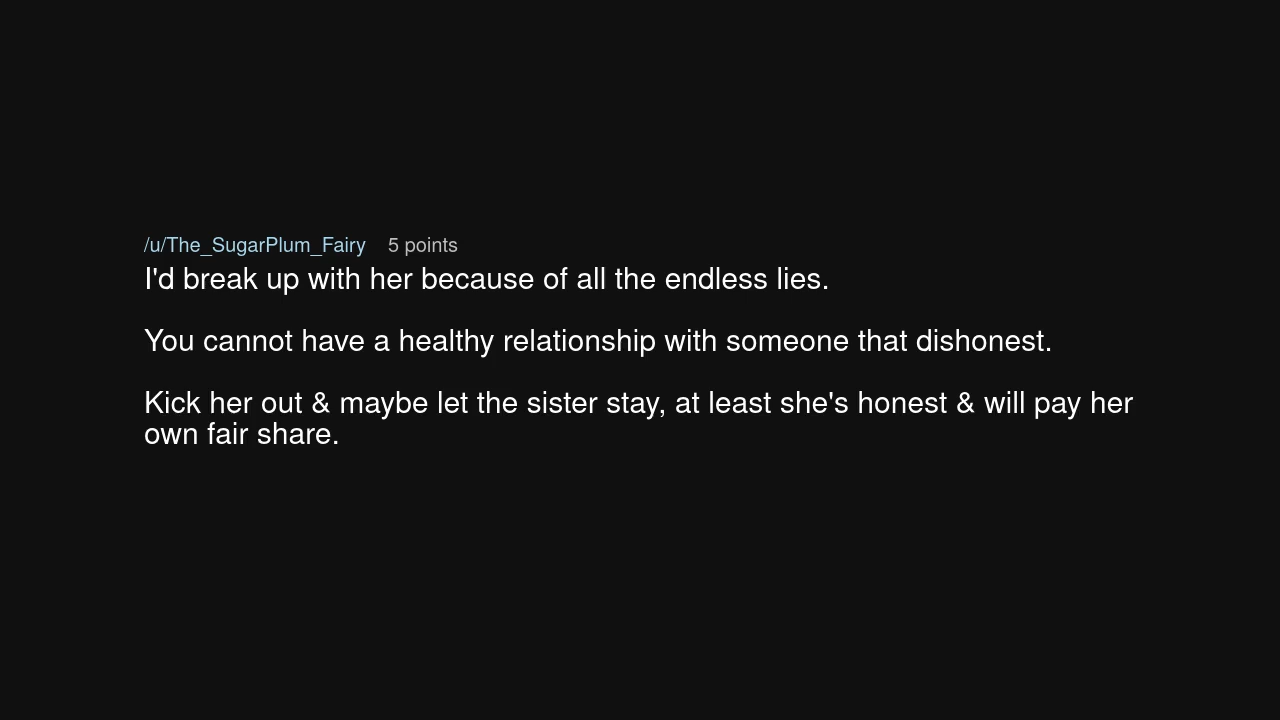 /u/The_SugarPlum_Fairy 5 points
I'd break up with her because of all the endless lies.
You cannot have a healthy relationship with someone that dishonest.
Kick her out & maybe let the sister stay, at least she's honest & will pay her
own fair share.